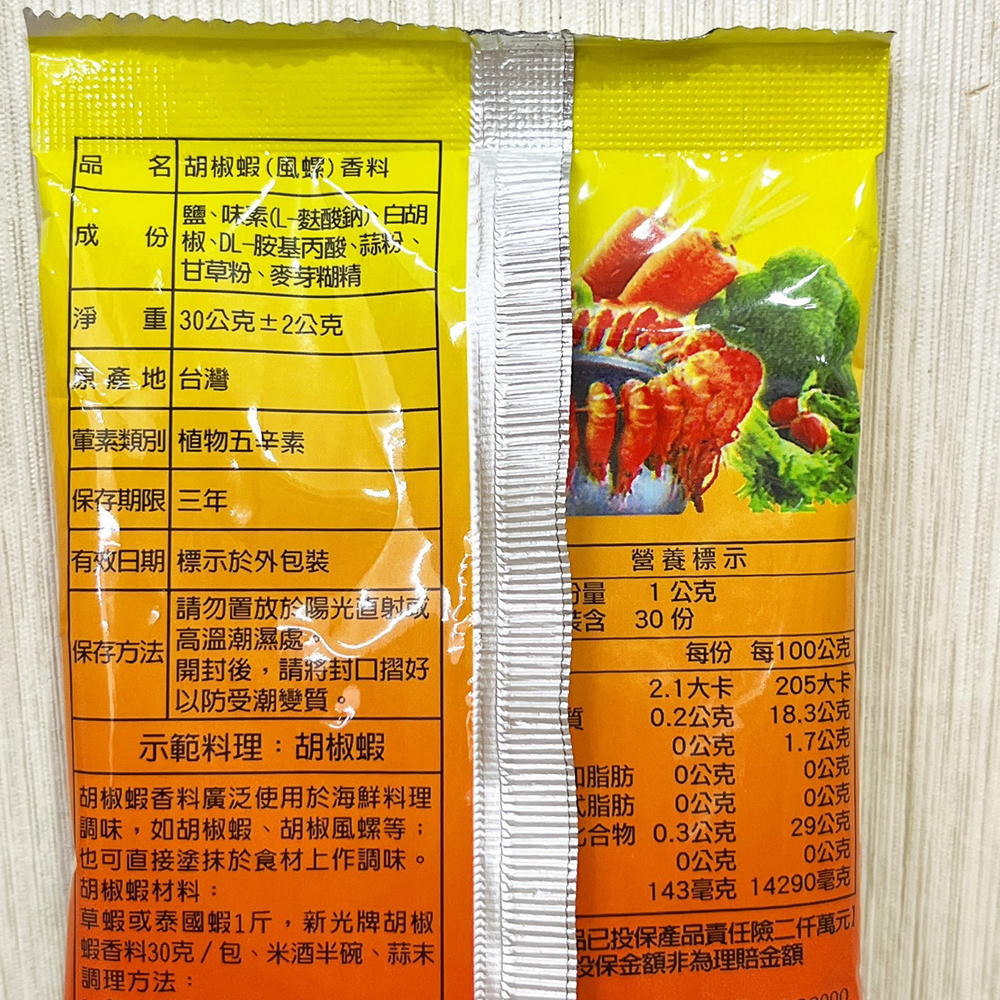 品名 胡椒蝦(風螺)香料
成份 鹽、味素(L-麩酸鈉)、白胡
椒、DL-胺基丙酸、蒜粉、
甘草粉、麥芽糊精
淨重 30公克±2公克
原產地 台灣
葷素類別 植物五辛素
保存期限 三年
有效日期 標示於外包裝
保存方法 請勿置放於陽光直射或
高溫潮濕處。
開封後，請將封口摺好
以防受潮變質。
示範料理：胡椒蝦
胡椒蝦香料廣泛使用於海鮮料理
調味，如胡椒蝦、胡椒風螺等；
也可直接塗抹於食材上作調味。
胡椒蝦材料：
草蝦或泰國蝦1斤，新光牌胡椒
蝦香料30克/包、米酒半碗、蒜末
調理方法：
營養標示
量 1公克
含 30份
每份 每100公克
2.1大卡 205大卡
質 0.2公克 18.3公克
0公克 1.7公克
脂肪 0公克 0公克
脂肪 0公克 0公克
合物 0.3公克 29公克
0公克 0公克
143毫克 14290毫克
品已投保產品責任險二仟萬元
投保金額非為理賠金額